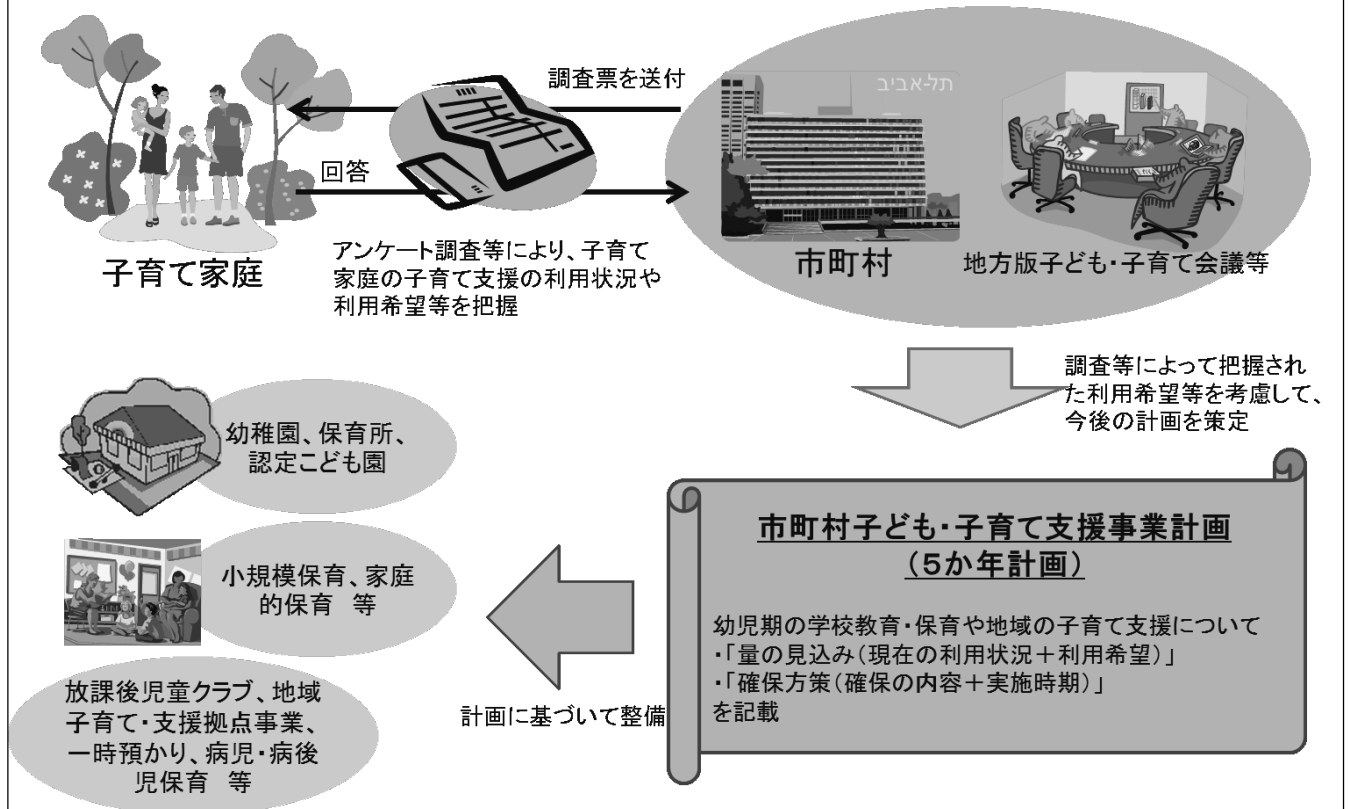 調査票を送付
תל-אביב
回答
子育て家庭
アンケート調査等により、子育て
家庭の子育て支援の利用状況や
利用希望等を把握
市町村
地方版子ども・子育て会議等
調査等によって把握され
た利用希望等を考慮して、
今後の計画を策定
市町村子ども・子育て支援事業計画
(5か年計画)
幼児期の学校教育・保育や地域の子育て支援について
・「量の見込み(現在の利用状況+利用希望)」
・「確保方策(確保の内容+実施時期)」
を記載
計画に基づいて整備
幼稚園、保育所、
認定こども園
小規模保育、家庭
的保育 等
放課後児童クラブ、地域
子育て・支援拠点事業、
一時預かり、病児・病後
児保育 等